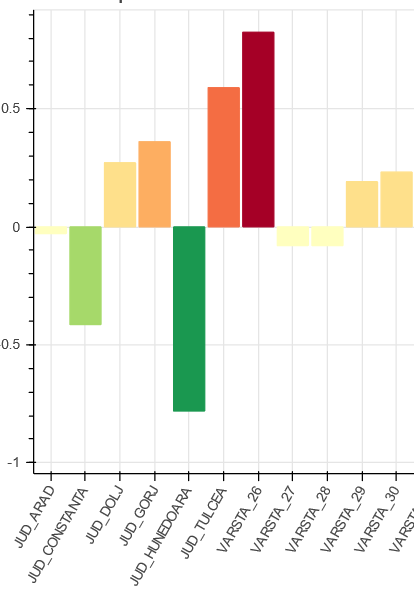 0.5
0
0.5
-1
JUD_ARAD
JUD_CONSTANTA
JUD_DOLJ
JUD_GORJ
JUD_HUNEDOARA
JUD_TULCEA
VARSTA_26
VARSTA_27
VARSTA_28
VARSTA_29
VARSTA_30